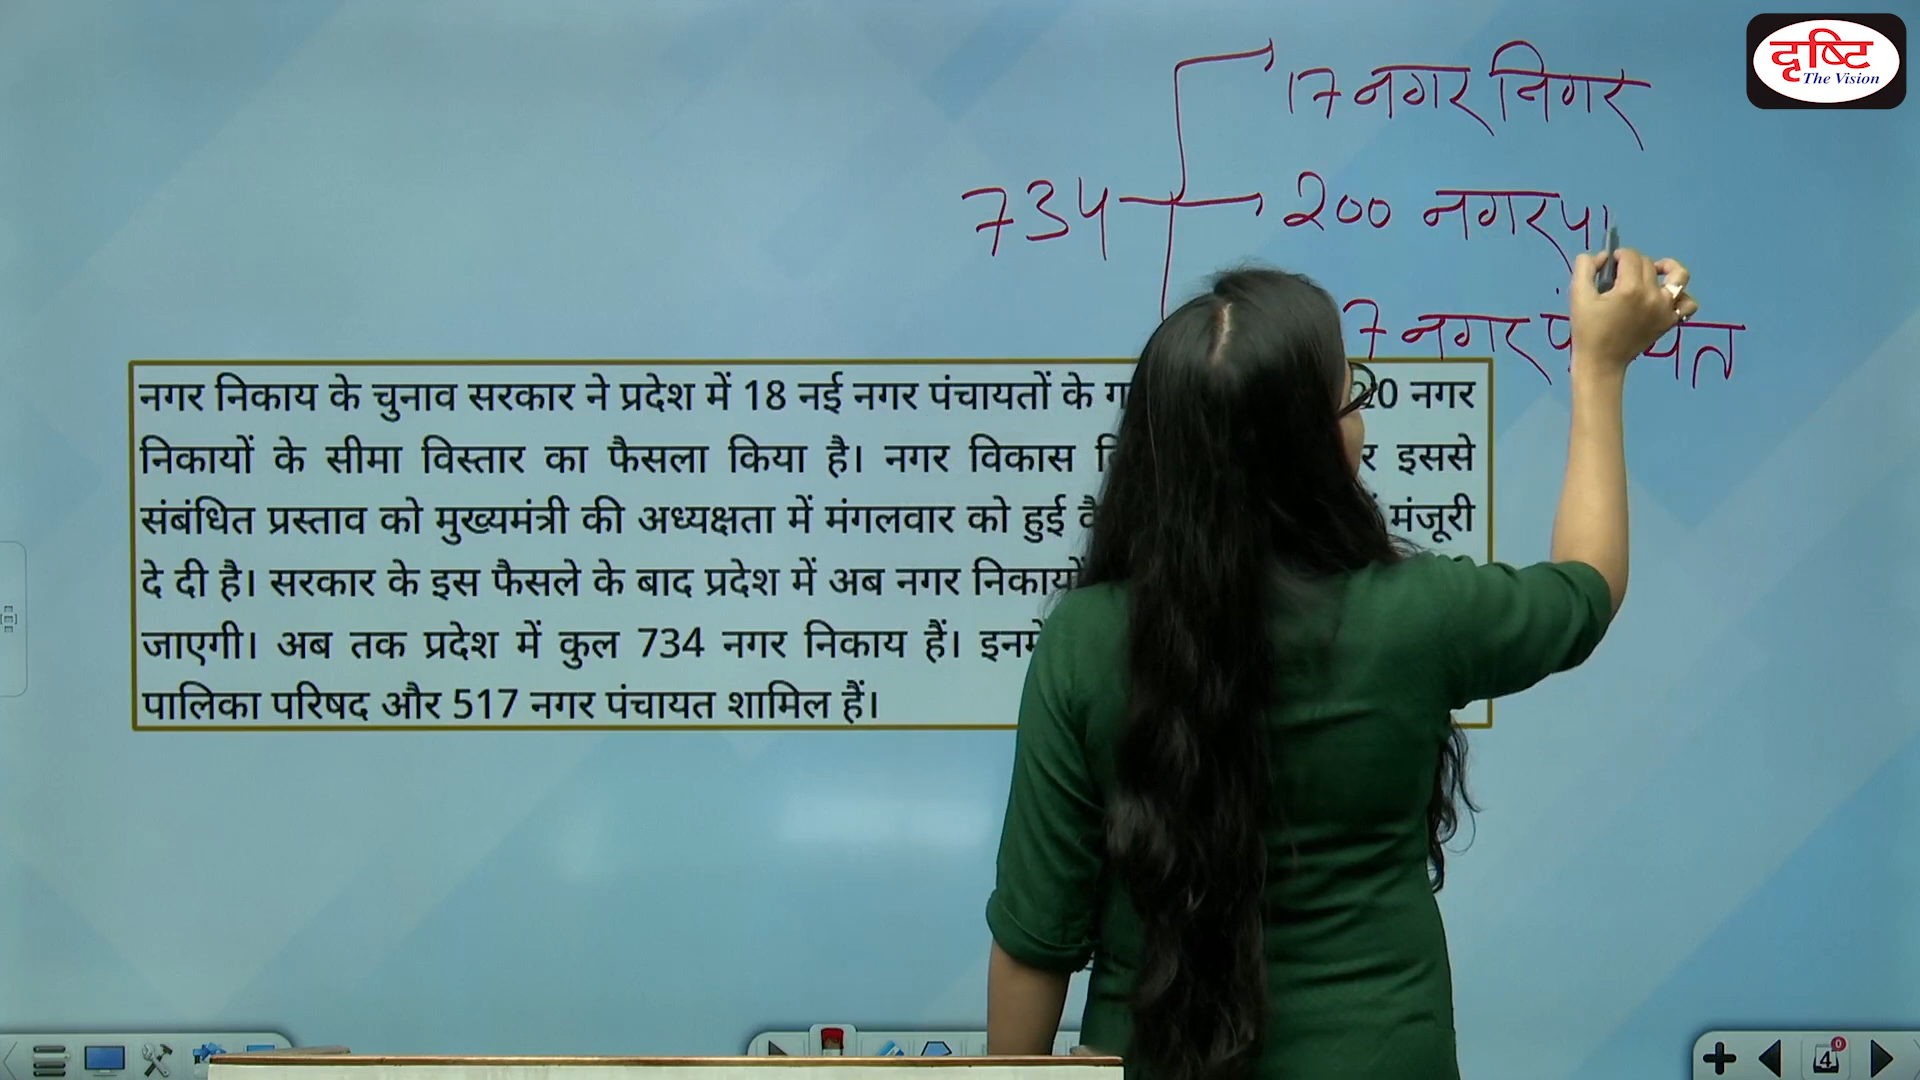 दृष्टि
The Vision
17 नगर निगर
734
200 नगरपा
7 नगर पं यत
नगर निकाय के चुनाव सरकार ने प्रदेश में 18 नई नगर पंचायतों के 20 नगर
निकायों के सीमा विस्तार का फैसला किया है। नगर विकास इससे
संबंधित प्रस्ताव को मुख्यमंत्री की अध्यक्षता में मंगलवार को हुई मंजूरी
दे दी है। सरकार के इस फैसले के बाद प्रदेश में अब नगर निकायों
जाएगी। अब तक प्रदेश में कुल 734 नगर निकाय हैं। इनमें
पालिका परिषद और 517 नगर पंचायत शामिल हैं।
4
0